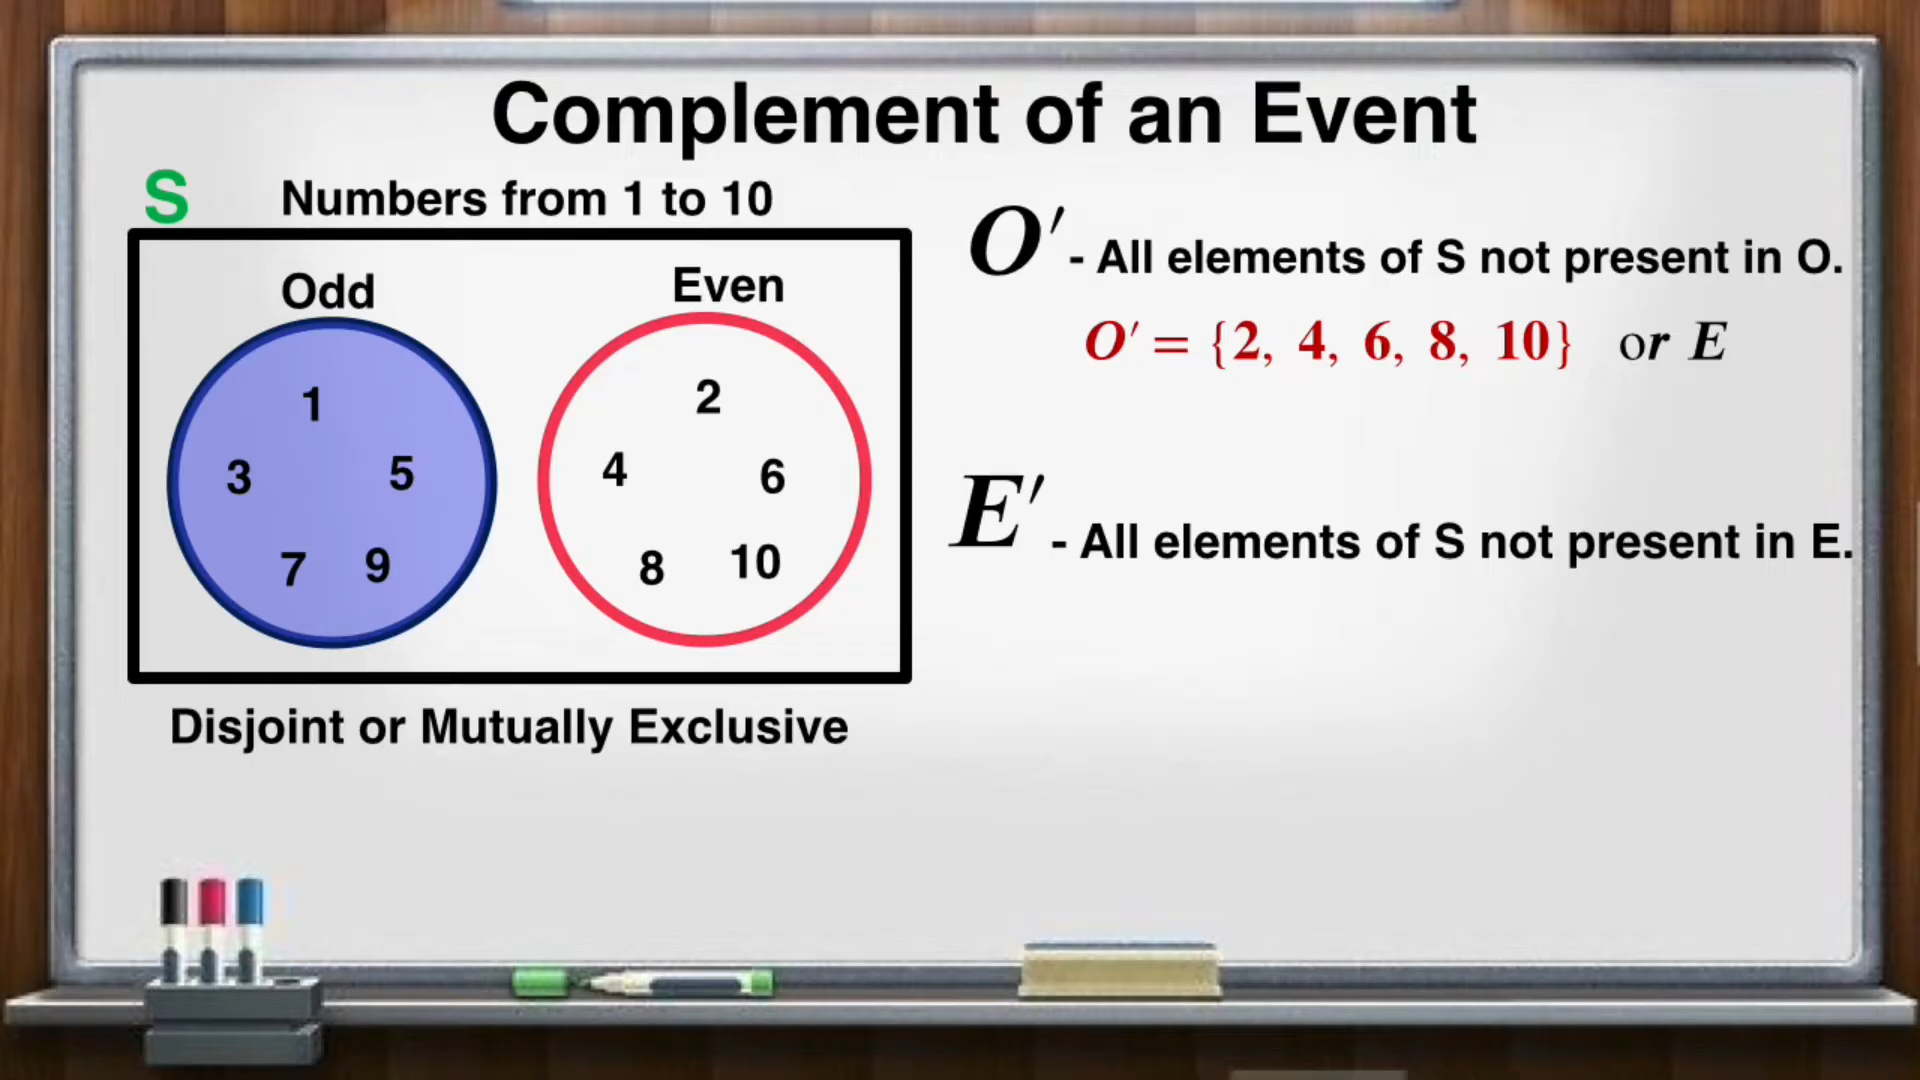 Complement of an Event
S
Numbers from 1 to 10
Odd
Even
1
3
5
7
9
2
4
6
8
10
Disjoint or Mutually Exclusive
O′ - All elements of S not present in O.
O′ = {2, 4, 6, 8, 10} or E
E′ - All elements of S not present in E.